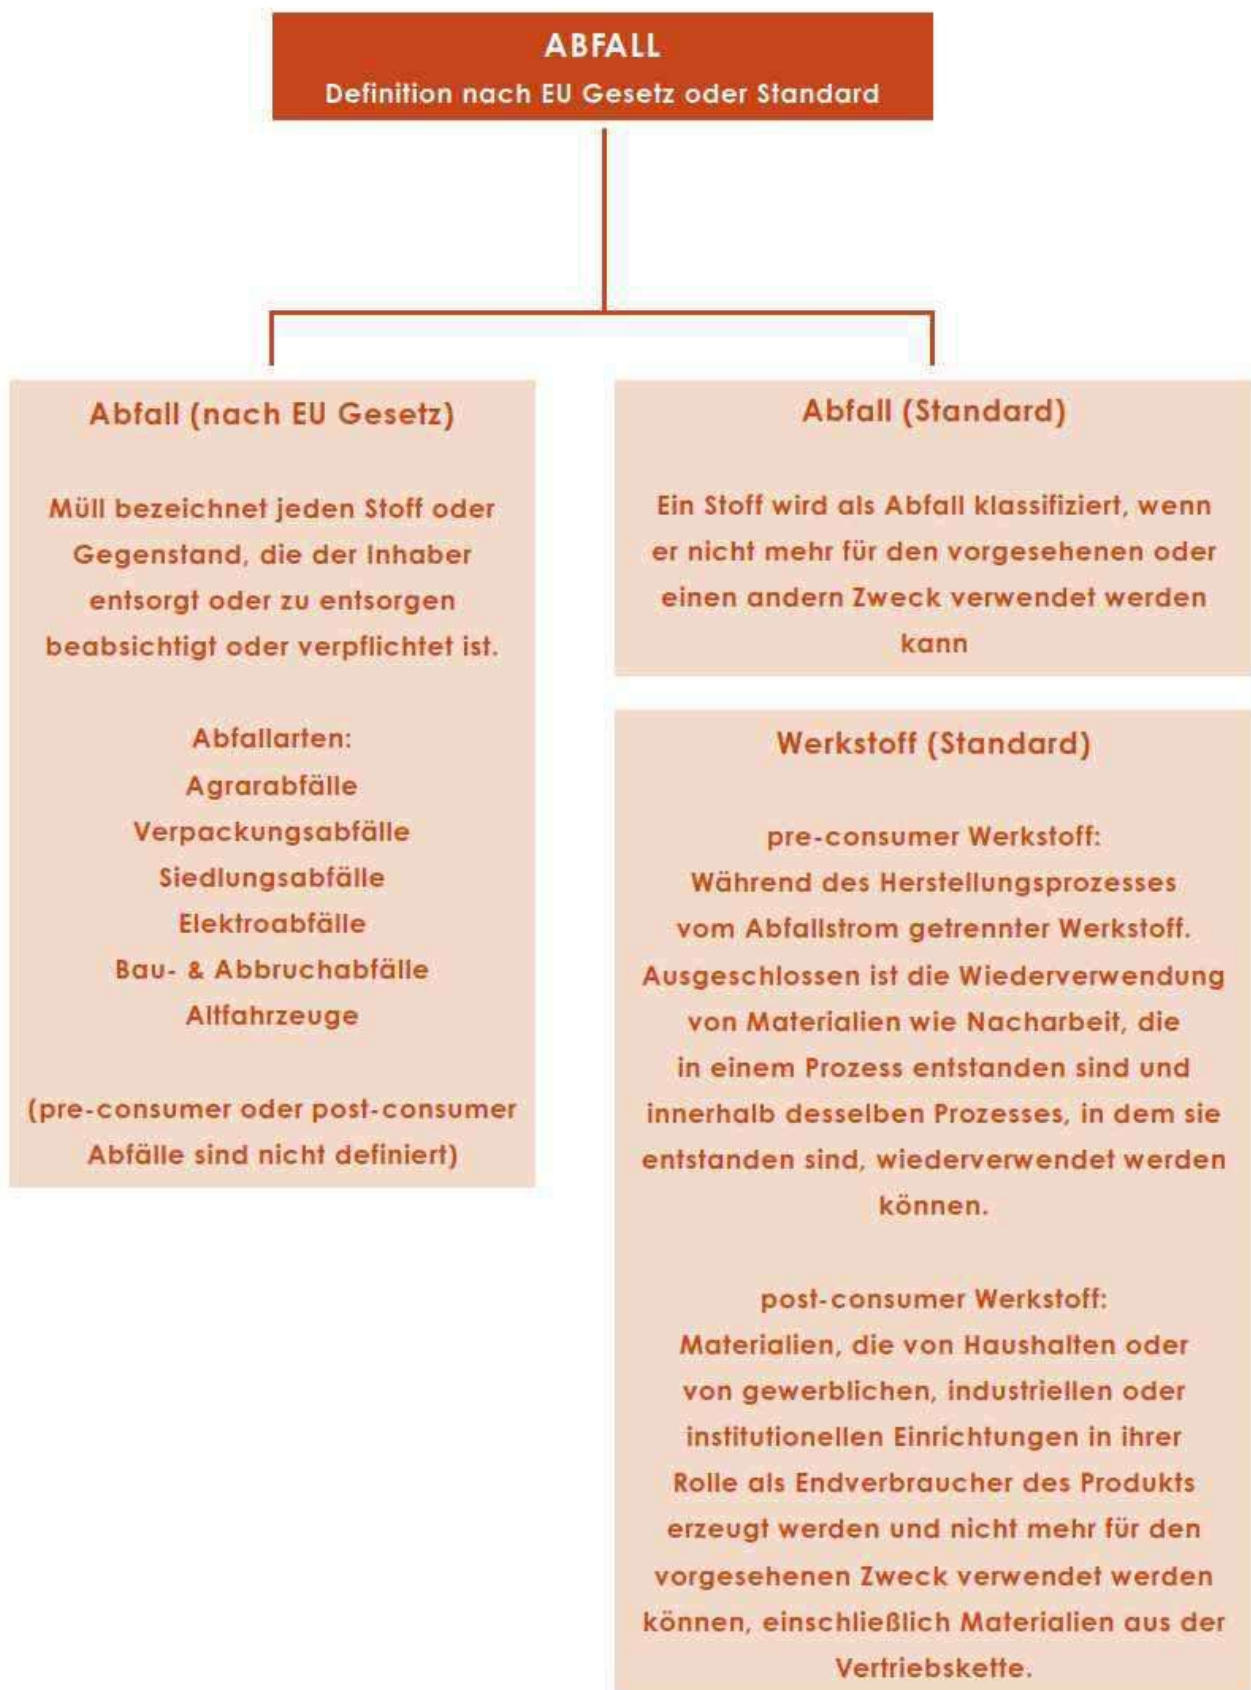 ABFALL
Definition nach EU Gesetz oder Standard
Abfall (nach EU Gesetz)
Müll bezeichnet jeden Stoff oder
Gegenstand, die der Inhaber
entsorgt oder zu entsorgen
beabsichtigt oder verpflichtet ist.
Abfallarten:
Agrarabfälle
Verpackungsabfälle
Siedlungsabfälle
Elektroabfälle
Bau- & Abbruchabfälle
Altfahrzeuge
(pre-consumer oder post-consumer
Abfälle sind nicht definiert)
Abfall (Standard)
Ein Stoff wird als Abfall klassifiziert, wenn
er nicht mehr für den vorgesehenen oder
einen andern Zweck verwendet werden
kann
Werkstoff (Standard)
pre-consumer Werkstoff:
Während des Herstellungsprozesses
vom Abfallstrom getrennter Werkstoff.
Ausgeschlossen ist die Wiederverwendung
von Materialien wie Nacharbeit, die
in einem Prozess entstanden sind und
innerhalb desselben Prozesses, in dem sie
entstanden sind, wiederverwendet werden
können.
post-consumer Werkstoff:
Materialien, die von Haushalten oder
von gewerblichen, industriellen oder
institutionellen Einrichtungen in ihrer
Rolle als Endverbraucher des Produkts
erzeugt werden und nicht mehr für den
vorgesehenen Zweck verwendet werden
können, einschließlich Materialien aus der
Vertriebskette.